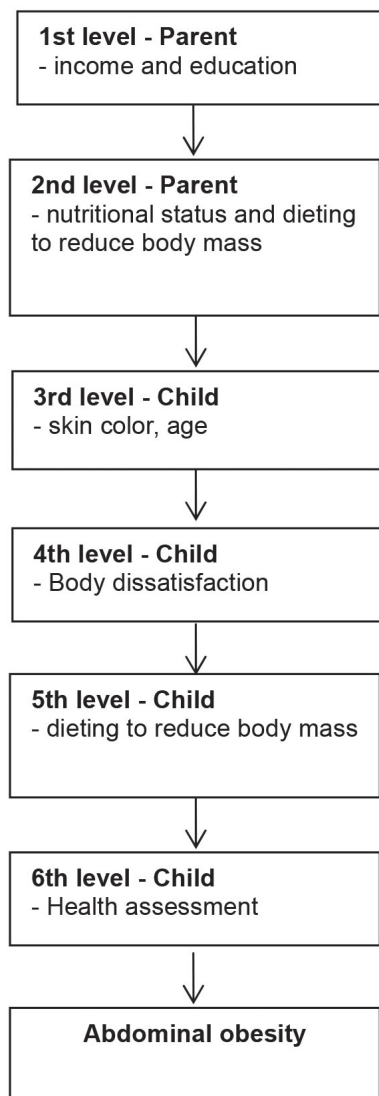 1st level - Parent
- income and education
2nd level - Parent
- nutritional status and dieting
to reduce body mass
3rd level - Child
- skin color, age
4th level - Child
- Body dissatisfaction
5th level - Child
- dieting to reduce body mass
6th level - Child
- Health assessment
Abdominal obesity